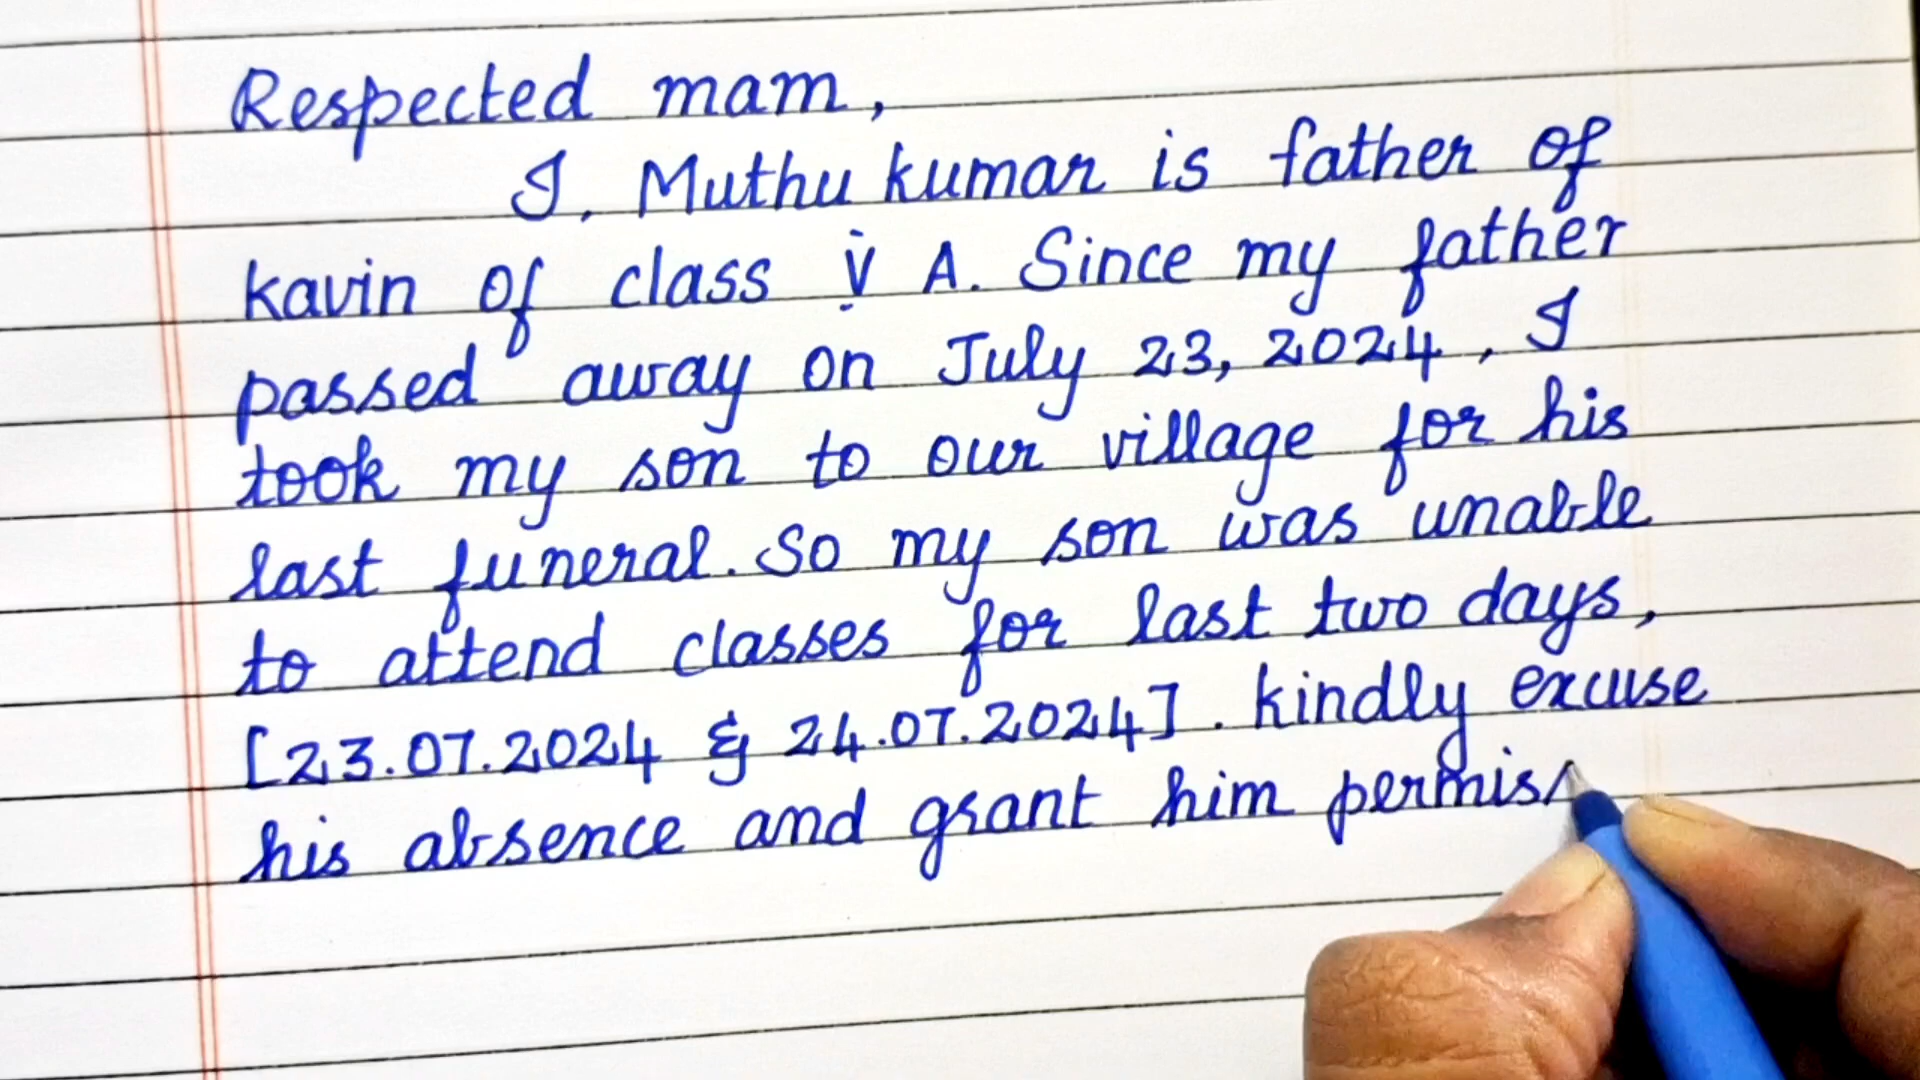 Respected mam,
I. Muthu kumar is father of
kavin of class V A. Since my father
passed away on July 23, 2024, I
took my son to our village for his
last funeral. So my son was unable
to attend classes for last two days,
[23.07.2024 & 24.07.2024]. kindly excuse
his absence and grant him permis